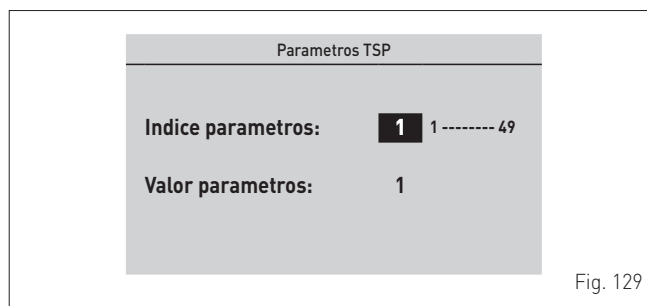 Parametros TSP
Indice parametros: 1 1 -------- 49
Valor parametros: 1
Fig. 129